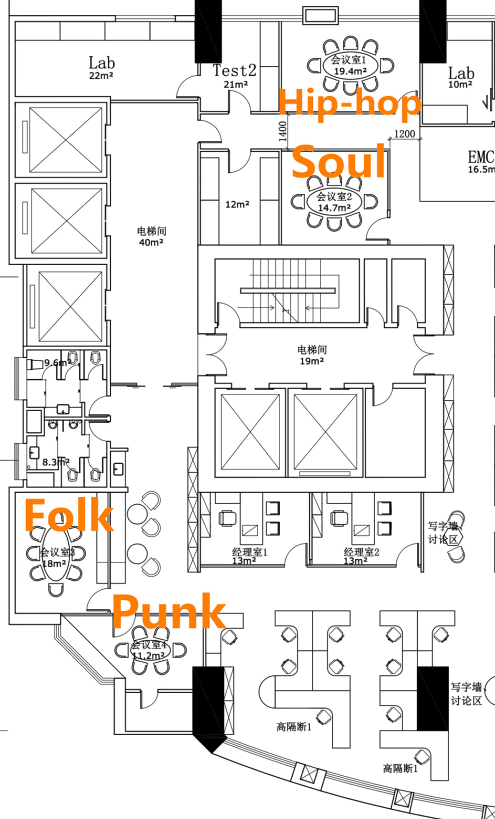 Lab
22m²
Test2
21m²
会议室1
19.4m²
Lab
10m²
Hip-hop
1400
1200
Soul
EMC
16.5m
会议室2
14.7m²
12m²
电梯间
40m²
电梯间
19m²
9.6m²
8.3m²
Folk
会议室3
18m²
经理室1
13m²
经理室2
13m²
写字墙
讨论区
Punk
会议室4
11.2m²
写字墙
讨论区
高隔断1
高隔断1